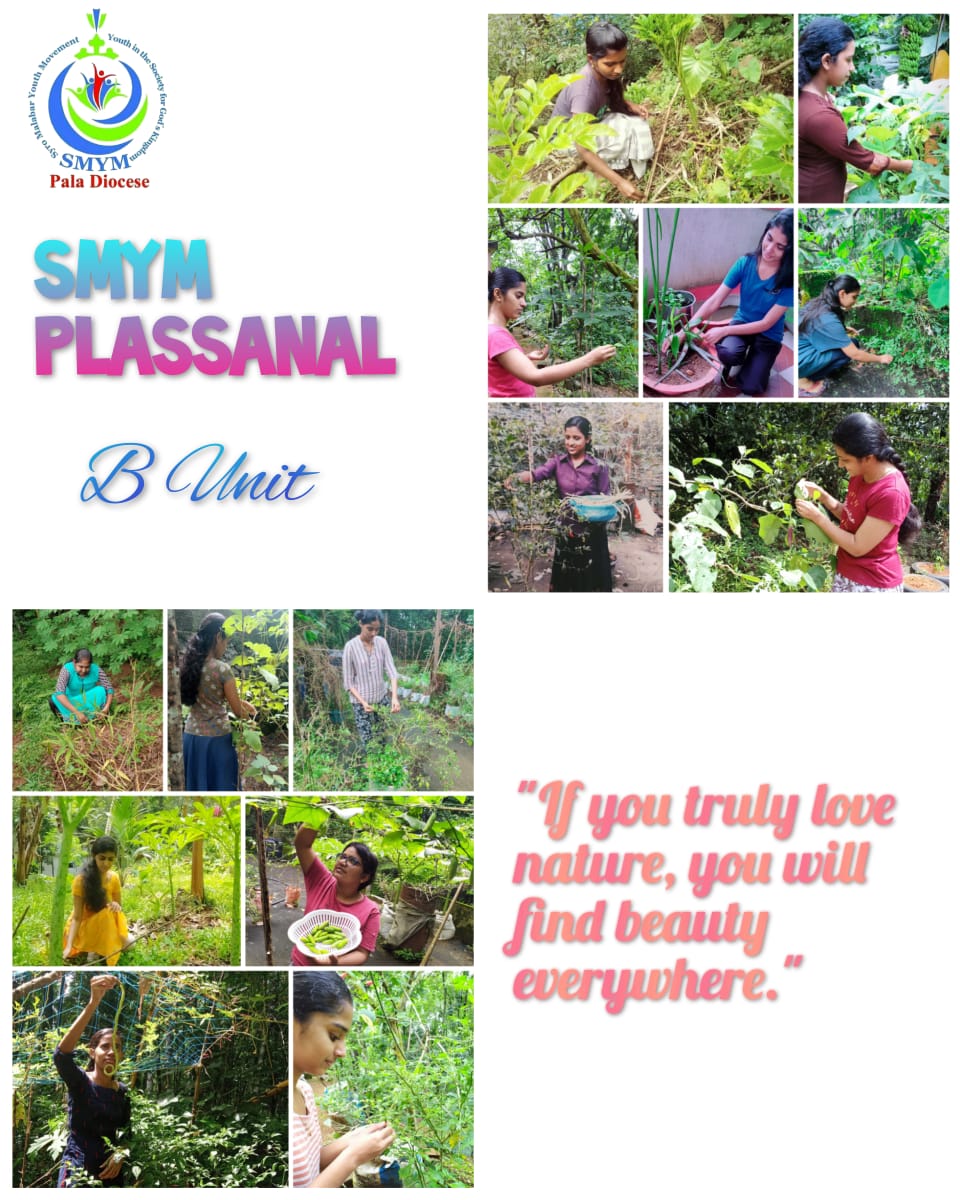 Syro Malabar Youth Movement
Youth in the Society for God's Kingdom
SMYM
Pala Diocese
SMYM
PLASSANAL
B Unit
"If you truly love
nature, you will
find beauty
everywhere."